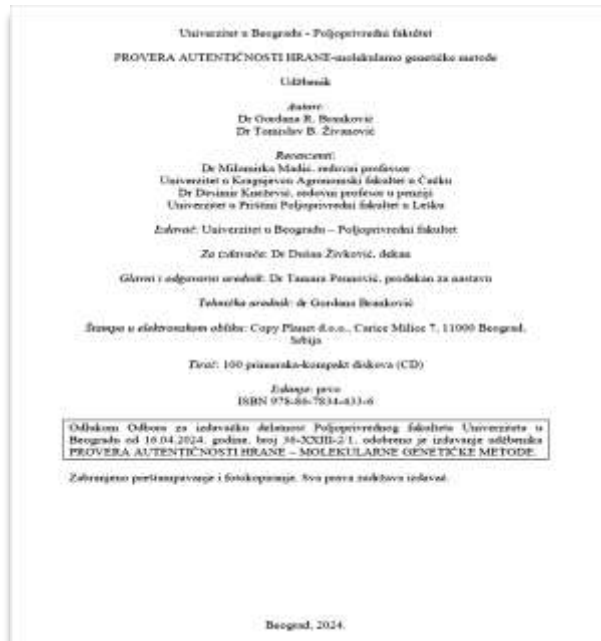 Univerzitet u Beogradu - Poljoprivredni fakultet
PROVERA AUTENTIČNOSTI HRANE-molekularno genetičke metode
Udžbenik
Autori:
Dr Gordana R. Branković
Dr Tomislav B. Živanović
Recenzenti:
Dr Milomirka Madić, redovni profesor
Univerzitet u Kragujevcu Agronomski fakultet u Čačku
Dr Desimir Knežević, redovni profesor u penziji
Univerzitet u Prištini Poljoprivredni fakultet u Lešku
Izdavač: Univerzitet u Beogradu – Poljoprivredni fakultet
Za izdavača: Dr Dušan Živković, dekan
Glavni i odgovorni urednik: Dr Tamara Paunović, prodekan za nastavu
Tehnički urednik: dr Gordana Branković
Štampa u elektronskom obliku: Copy Planet d.o.o., Carice Milice 7, 11000 Beograd,
Srbija
Tiraž: 100 primeraka-kompakt diskova (CD)
Izdanje: prvo
ISBN 978-86-7834-433-6
Odlukom Odbora za izdavačku delatnost Poljoprivrednog fakulteta Univerziteta u
Beogradu od 16.04.2024. godine, broj 36-XXIII-2/1. odobreno je izdavanje udžbenika
PROVERA AUTENTIČNOSTI HRANE – MOLEKULARNE GENETIČKE METODE.
Zabranjeno preštampavanje i fotokopiranje. Sva prava zadržava izdavač.
Beograd, 2024.